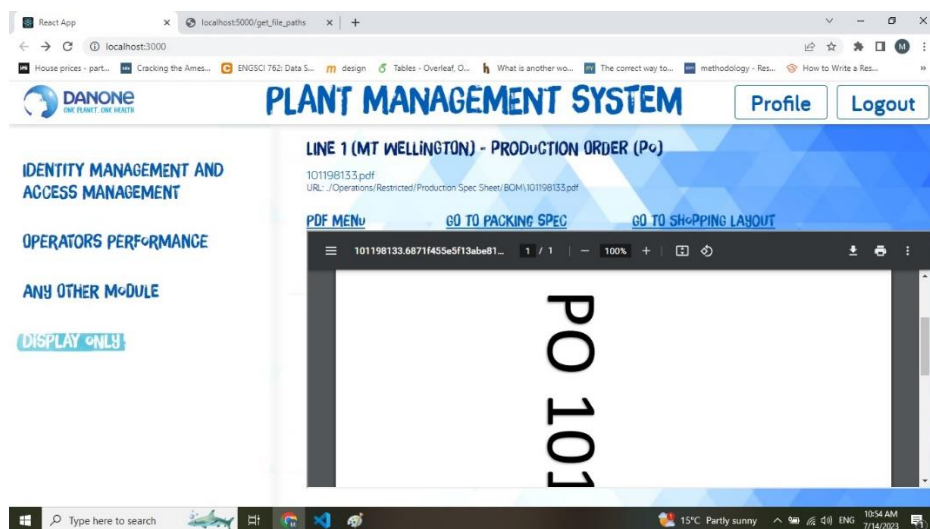 React App
localhost:5000/get_file_paths
localhost:3000
House prices - part...
Cracking the Ames...
ENGSCI 762: Data S...
design
Tables - Overleaf, O...
What is another wo...
The correct way to...
methodology - Res...
How to Write a Res...
M
DANONE
ONE PLANET. ONE HEALTH
PLANT MANAGEMENT SYSTEM
Profile
Logout
IDENTITY MANAGEMENT AND
ACCESS MANAGEMENT
OPERATORS PERFORMANCE
ANY OTHER MODULE
DISPLAY ONLY
LINE 1 (MT WELLINGTON) - PRODUCTION ORDER (PO)
101198133.pdf
URL: ./Operations/Restricted/Production Spec Sheet/BOM\101198133.pdf
PDF MENU
GO TO PACKING SPEC
GO TO SHOPPING LAYOUT
101198133.6871f455e5f13abe81...
1 / 1
100%
PO 101
Type here to search
15°C Partly sunny
ENG
10:54 AM
7/14/2023